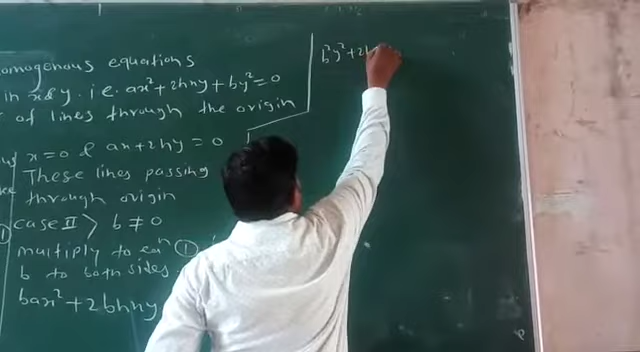 omogenous equations
in x & y. i.e. ax²+2hxy+by²=0
of lines through the origin
x=0 & ax+2hy=0
These lines passing
through origin
case II > b≠0
multiply to eqⁿ ①
b to both sides
bax²+2bhxy
b²y²+2